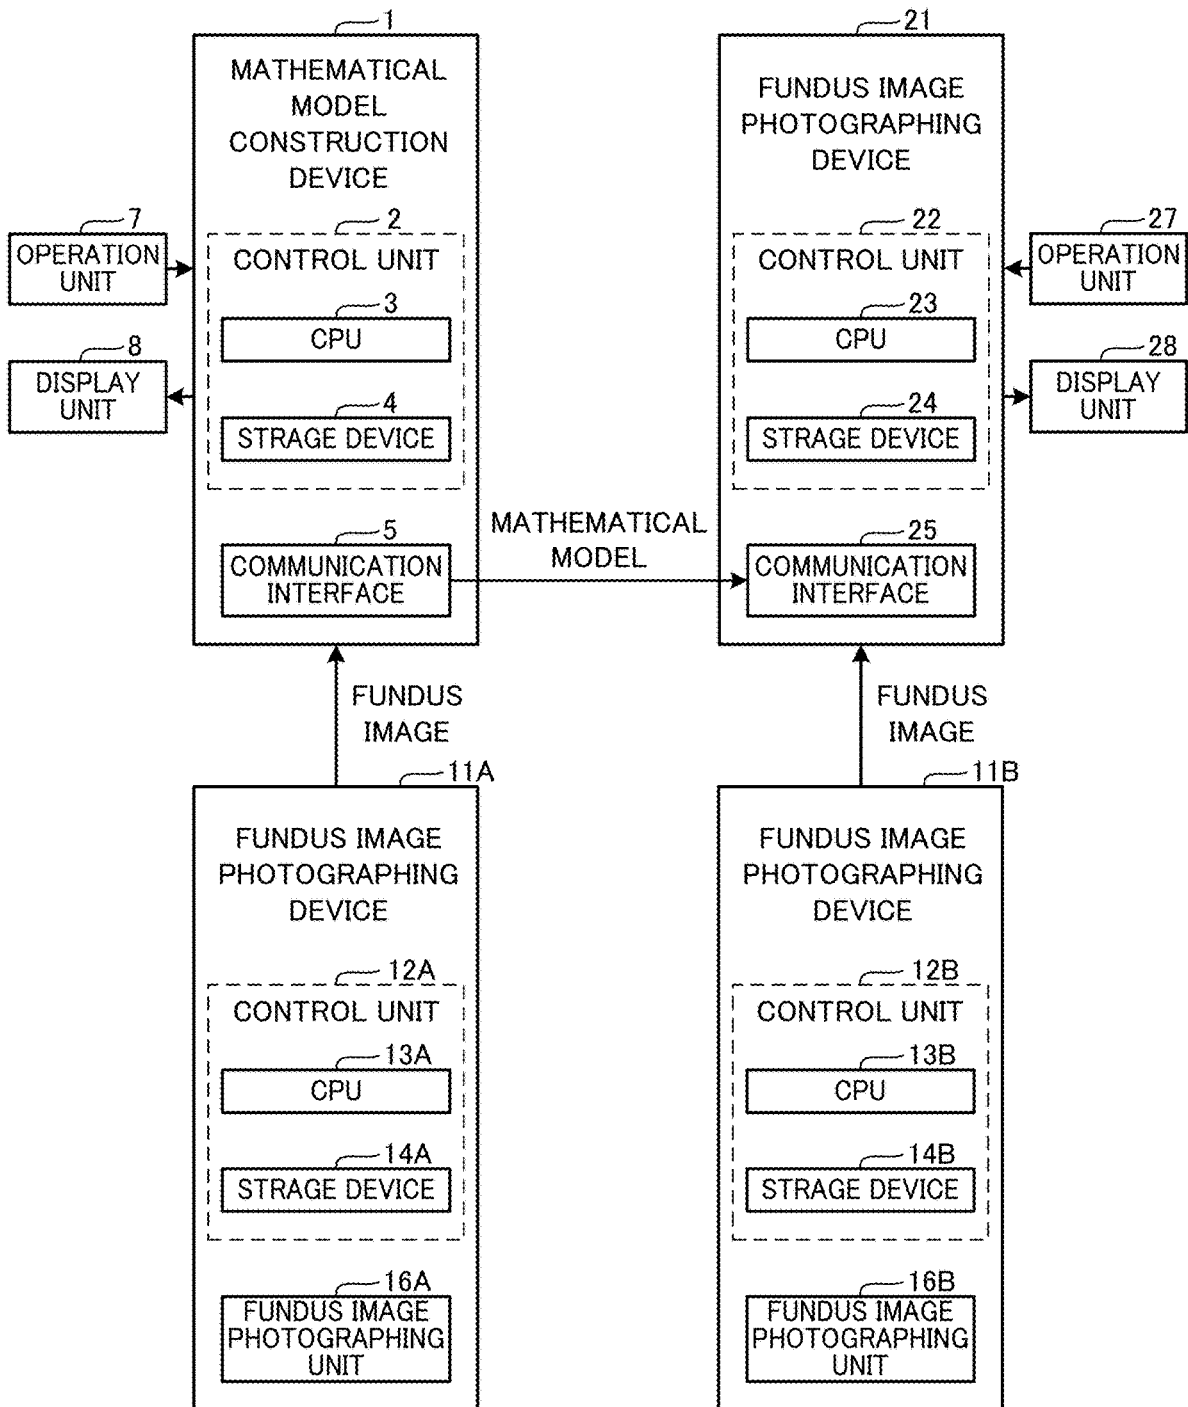 1
MATHEMATICAL
MODEL
CONSTRUCTION
DEVICE
2
CONTROL UNIT
3
CPU
4
STRAGE DEVICE
5
COMMUNICATION
INTERFACE
7
OPERATION
UNIT
8
DISPLAY
UNIT
MATHEMATICAL
MODEL
21
FUNDUS IMAGE
PHOTOGRAPHING
DEVICE
22
CONTROL UNIT
23
CPU
24
STRAGE DEVICE
25
COMMUNICATION
INTERFACE
27
OPERATION
UNIT
28
DISPLAY
UNIT
FUNDUS
IMAGE
11A
FUNDUS IMAGE
PHOTOGRAPHING
DEVICE
12A
CONTROL UNIT
13A
CPU
14A
STRAGE DEVICE
16A
FUNDUS IMAGE
PHOTOGRAPHING
UNIT
FUNDUS
IMAGE
11B
FUNDUS IMAGE
PHOTOGRAPHING
DEVICE
12B
CONTROL UNIT
13B
CPU
14B
STRAGE DEVICE
16B
FUNDUS IMAGE
PHOTOGRAPHING
UNIT